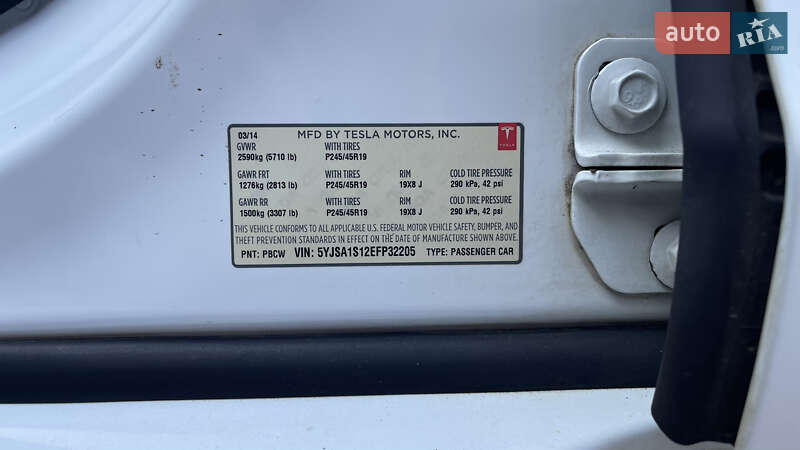 auto RIA
.com
03/14 MFD BY TESLA MOTORS, INC.
TESLA
GVWR WITH TIRES
2590kg (5710 lb) P245/45R19
GAWR FRT WITH TIRES RIM COLD TIRE PRESSURE
1276kg (2813 lb) P245/45R19 19X8 J 290 kPa, 42 psi
GAWR RR WITH TIRES RIM COLD TIRE PRESSURE
1500kg (3307 lb) P245/45R19 19X8 J 290 kPa, 42 psi
THIS VEHICLE CONFORMS TO ALL APPLICABLE U.S. FEDERAL MOTOR VEHICLE SAFETY, BUMPER, AND
THEFT PREVENTION STANDARDS IN EFFECT ON THE DATE OF MANUFACTURE SHOWN ABOVE.
PNT: PBCW VIN: 5YJSA1S12EFP32205 TYPE: PASSENGER CAR